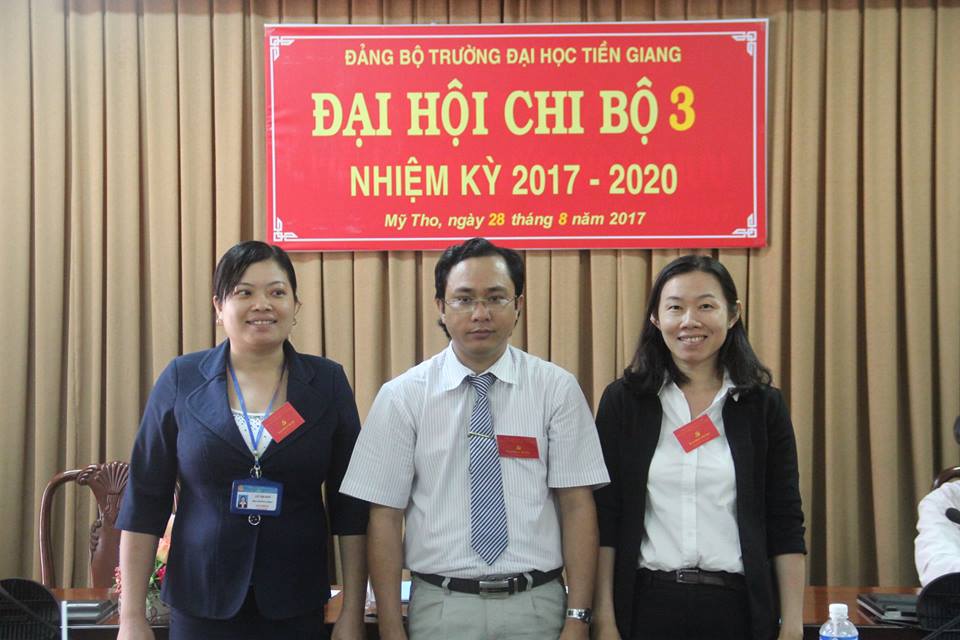 ĐẢNG BỘ TRƯỜNG ĐẠI HỌC TIỀN GIANG
ĐẠI HỘI CHI BỘ 3
NHIỆM KỲ 2017 - 2020
Mỹ Tho, ngày 28 tháng 8 năm 2017